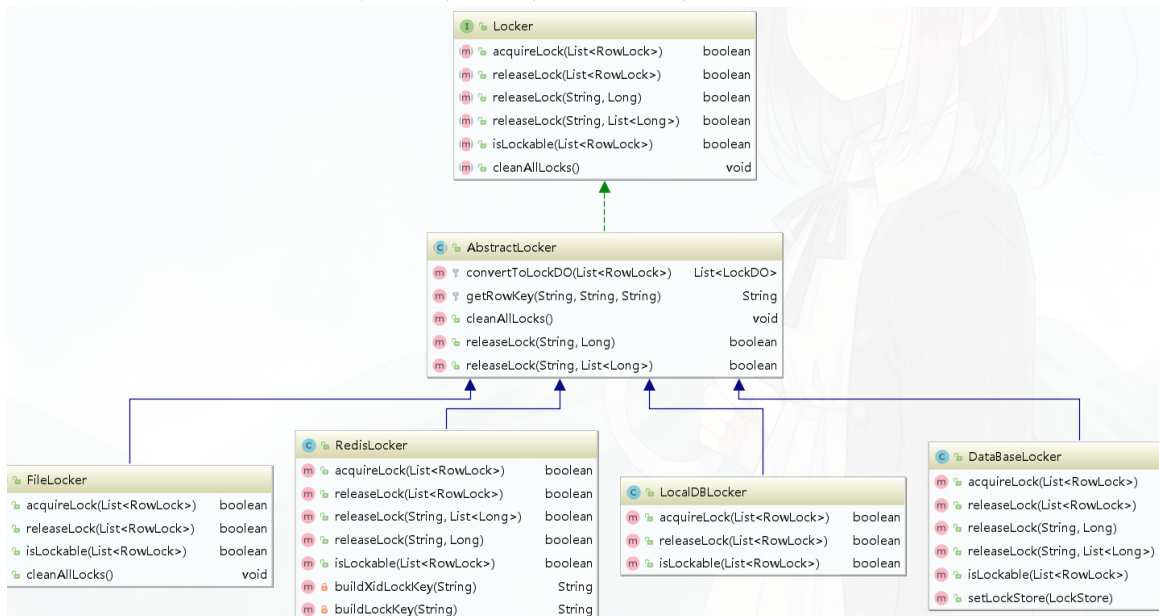 Locker
acquireLock(List<RowLock>) boolean
releaseLock(List<RowLock>) boolean
releaseLock(String, Long) boolean
releaseLock(String, List<Long>) boolean
isLockable(List<RowLock>) boolean
cleanAllLocks() void
AbstractLocker
convertToLockDO(List<RowLock>) List<LockDO>
getRowKey(String, String, String) String
cleanAllLocks() void
releaseLock(String, Long) boolean
releaseLock(String, List<Long>) boolean
FileLocker
acquireLock(List<RowLock>) boolean
releaseLock(List<RowLock>) boolean
isLockable(List<RowLock>) boolean
cleanAllLocks() void
RedisLocker
acquireLock(List<RowLock>) boolean
releaseLock(List<RowLock>) boolean
releaseLock(String, List<Long>) boolean
releaseLock(String, Long) boolean
isLockable(List<RowLock>) boolean
buildXidLockKey(String) String
buildLockKey(String) String
LocalDBLocker
acquireLock(List<RowLock>) boolean
releaseLock(List<RowLock>) boolean
isLockable(List<RowLock>) boolean
DataBaseLocker
acquireLock(List<RowLock>)
releaseLock(List<RowLock>)
releaseLock(String, Long)
releaseLock(String, List<Long>)
isLockable(List<RowLock>)
setLockStore(LockStore)